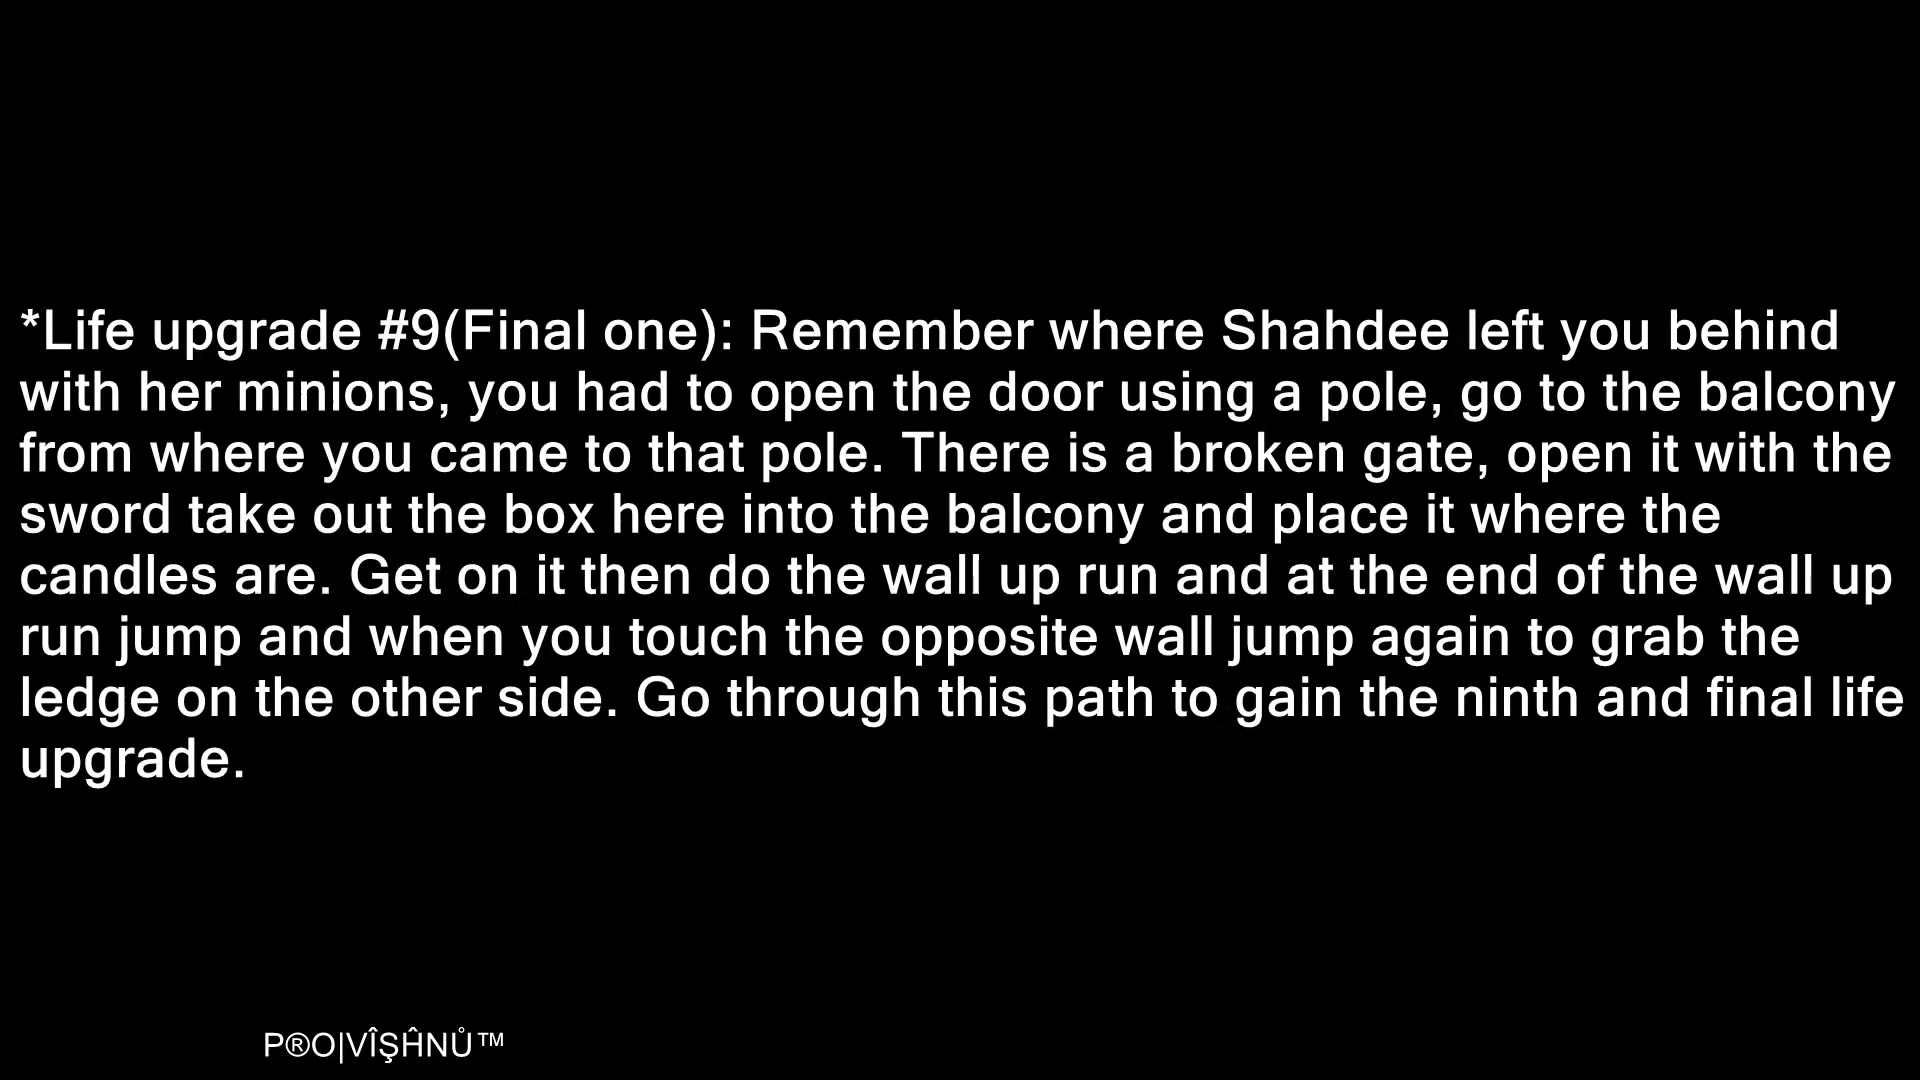 *Life upgrade #9(Final one): Remember where Shahdee left you behind
with her minions, you had to open the door using a pole, go to the balcony
from where you came to that pole. There is a broken gate, open it with the
sword take out the box here into the balcony and place it where the
candles are. Get on it then do the wall up run and at the end of the wall up
run jump and when you touch the opposite wall jump again to grab the
ledge on the other side. Go through this path to gain the ninth and final life
upgrade.
P®O|VÎŞĤNŮ™